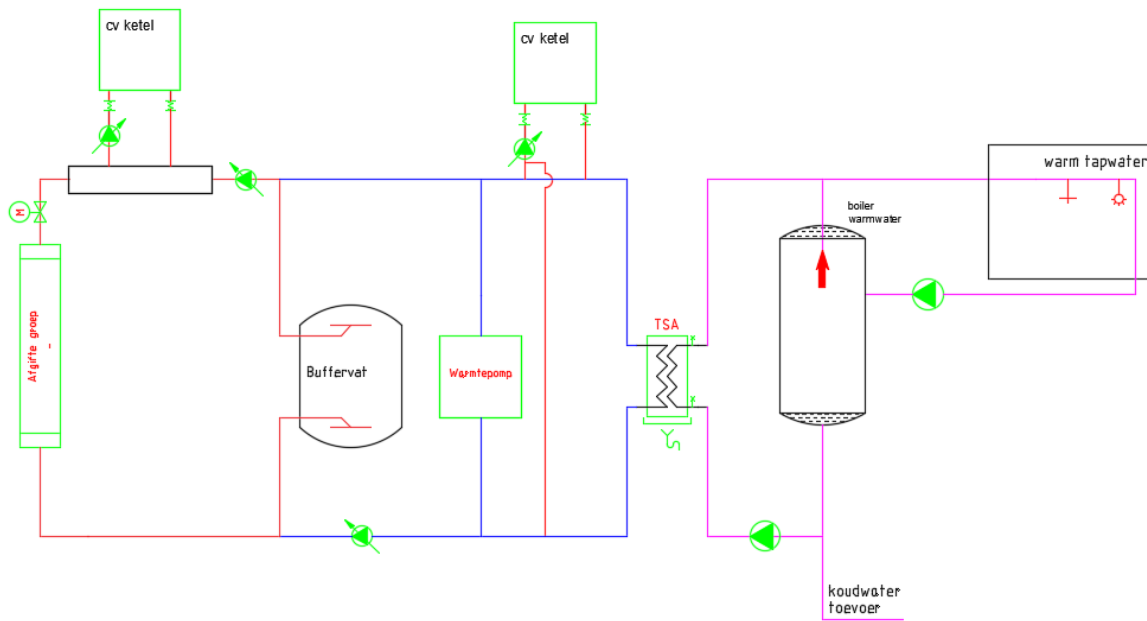 cv ketel
cv ketel
warm tapwater
boiler
warmwater
M
TSA
Afgifte groep
Buffervat
Warmtepomp
koudwater
toevoer